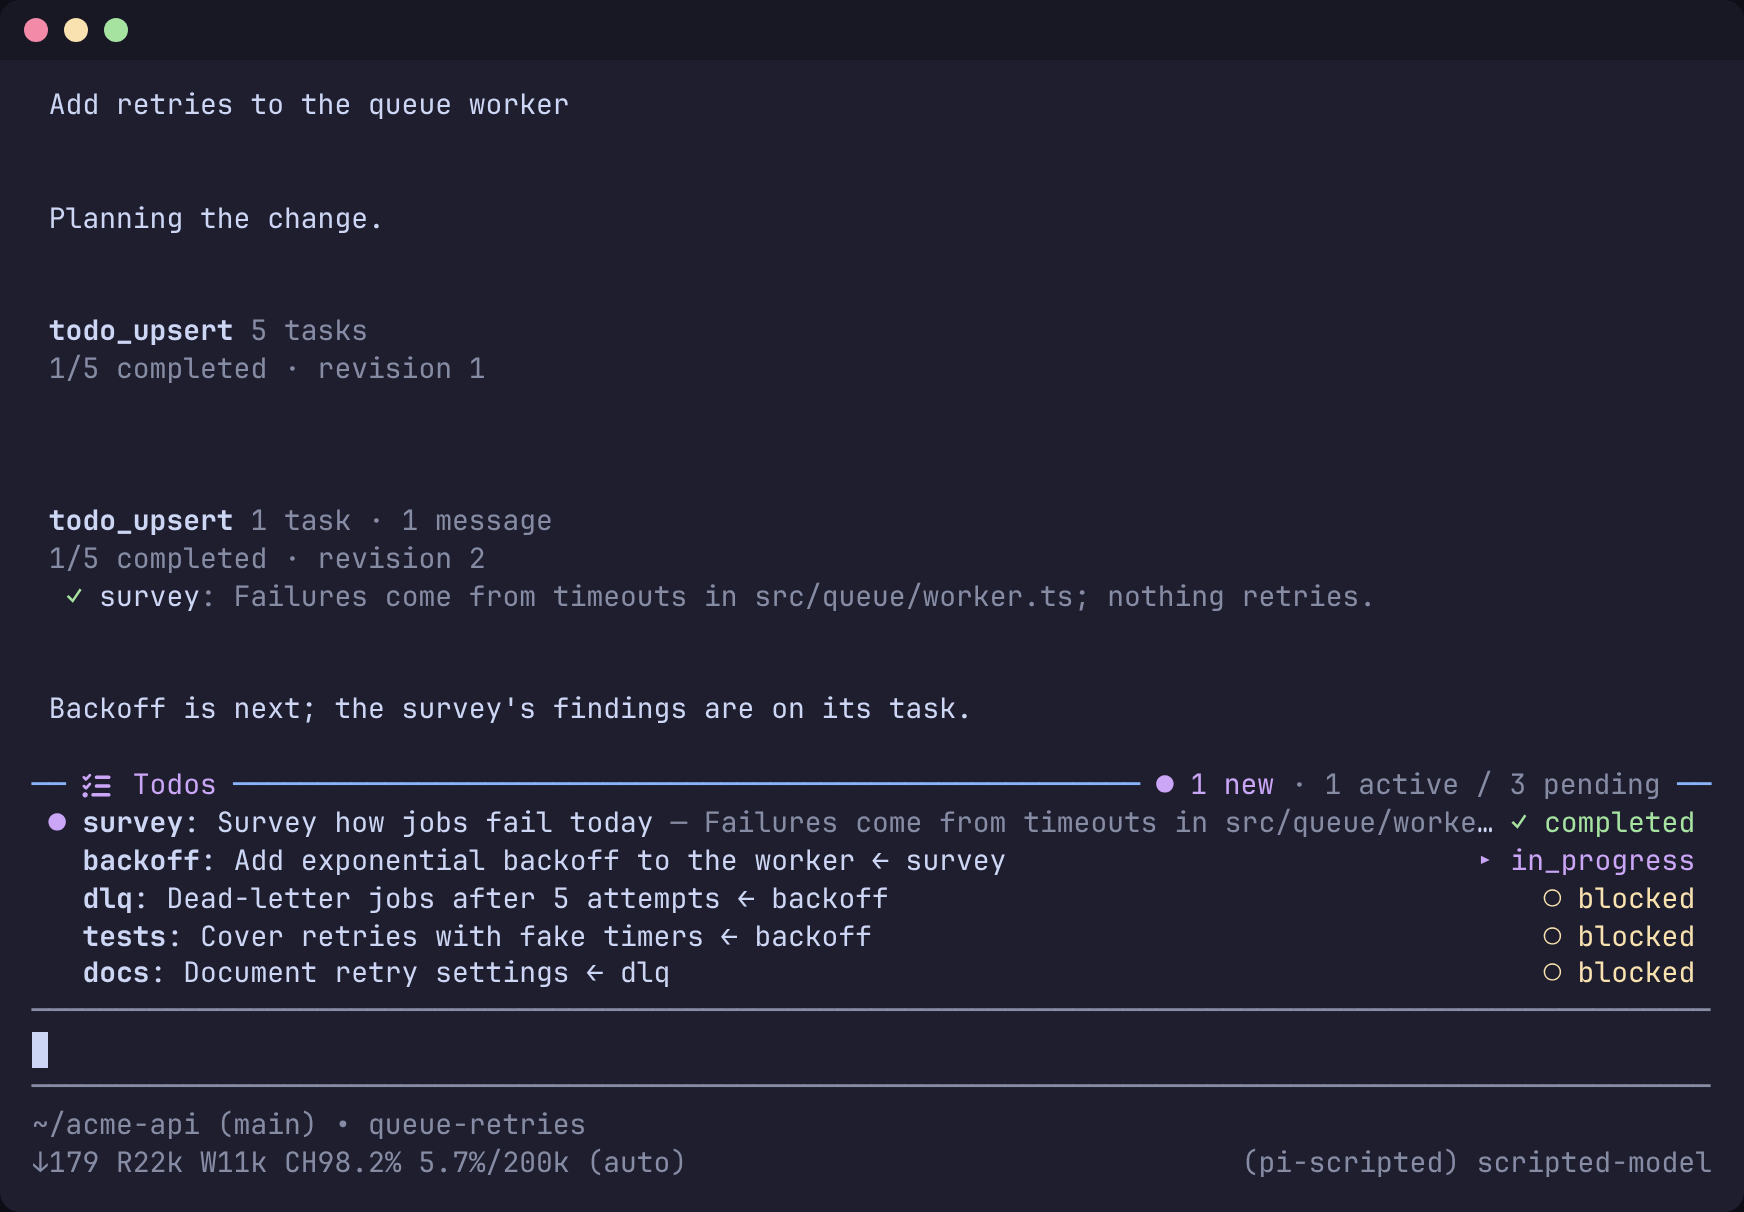 Add retries to the queue worker
Planning the change.
todo_upsert 5 tasks
1/5 completed · revision 1
todo_upsert 1 task · 1 message
1/5 completed · revision 2
✓ survey: Failures come from timeouts in src/queue/worker.ts; nothing retries.
Backoff is next; the survey's findings are on its task.
Todos ● 1 new · 1 active / 3 pending
● survey: Survey how jobs fail today — Failures come from timeouts in src/queue/worke… ✓ completed
backoff: Add exponential backoff to the worker ← survey ▸ in_progress
dlq: Dead-letter jobs after 5 attempts ← backoff ○ blocked
tests: Cover retries with fake timers ← backoff ○ blocked
docs: Document retry settings ← dlq ○ blocked
~/acme-api (main) • queue-retries
↓179 R22k W11k CH98.2% 5.7%/200k (auto) (pi-scripted) scripted-model